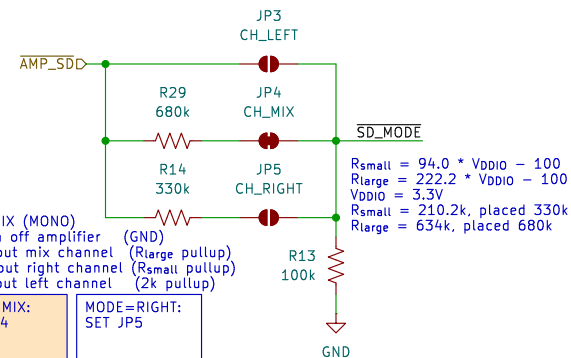 JP3
CH_LEFT
AMP_SD
R29
680k
JP4
CH_MIX
SD_MODE
R14
330k
JP5
CH_RIGHT
Rsmall = 94.0 * VDDIO - 100
Rlarge = 222.2 * VDDIO - 100
VDDIO = 3.3V
Rsmall = 210.2k, placed 330k
Rlarge = 634k, placed 680k
IX (MONO)
off amplifier (GND)
out mix channel (Rlarge pullup)
out right channel (Rsmall pullup)
out left channel (2k pullup)
R13
100k
MIX:
4
MODE=RIGHT:
SET JP5
GND